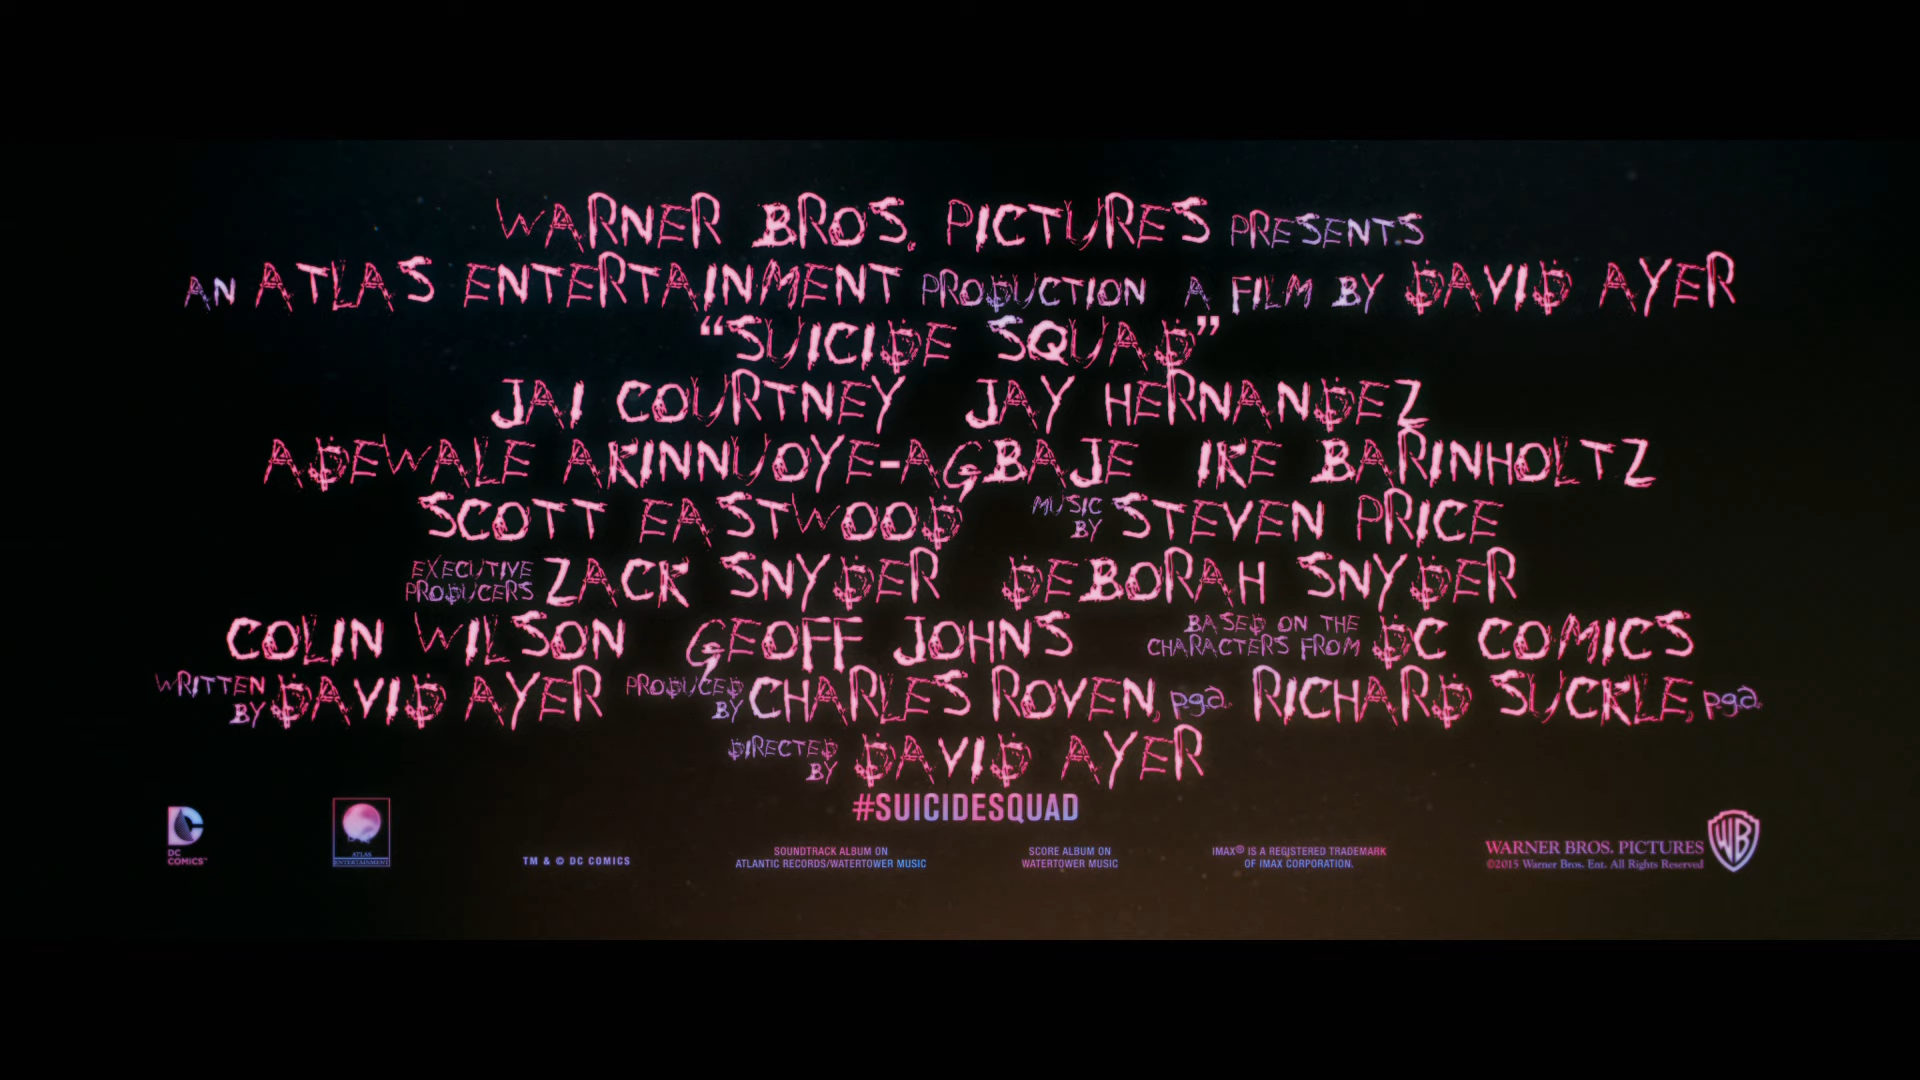 WARNER BROS. PICTURES PRESENTS
AN ATLAS ENTERTAINMENT PRODUCTION A FILM BY DAVID AYER
“SUICIDE SQUAD”
JAI COURTNEY JAY HERNANDEZ
ADEWALE AKINNUOYE-AGBAJE IKE BARINHOLTZ
SCOTT EASTWOOD MUSIC BY STEVEN PRICE
EXECUTIVE PRODUCERS ZACK SNYDER DEBORAH SNYDER
COLIN WILSON GEOFF JOHNS BASED ON THE CHARACTERS FROM DC COMICS
WRITTEN BY DAVID AYER PRODUCED BY CHARLES ROVEN, p.g.a. RICHARD SUCKLE, p.g.a.
DIRECTED BY DAVID AYER
#SUICIDESQUAD
DC
DC COMICS™
ATLAS
ENTERTAINMENT
TM & © DC COMICS
SOUNDTRACK ALBUM ON
ATLANTIC RECORDS/WATERTOWER MUSIC
SCORE ALBUM ON
WATERTOWER MUSIC
IMAX® IS A REGISTERED TRADEMARK
OF IMAX CORPORATION.
WARNER BROS. PICTURES
©2015 Warner Bros. Ent. All Rights Reserved
WB